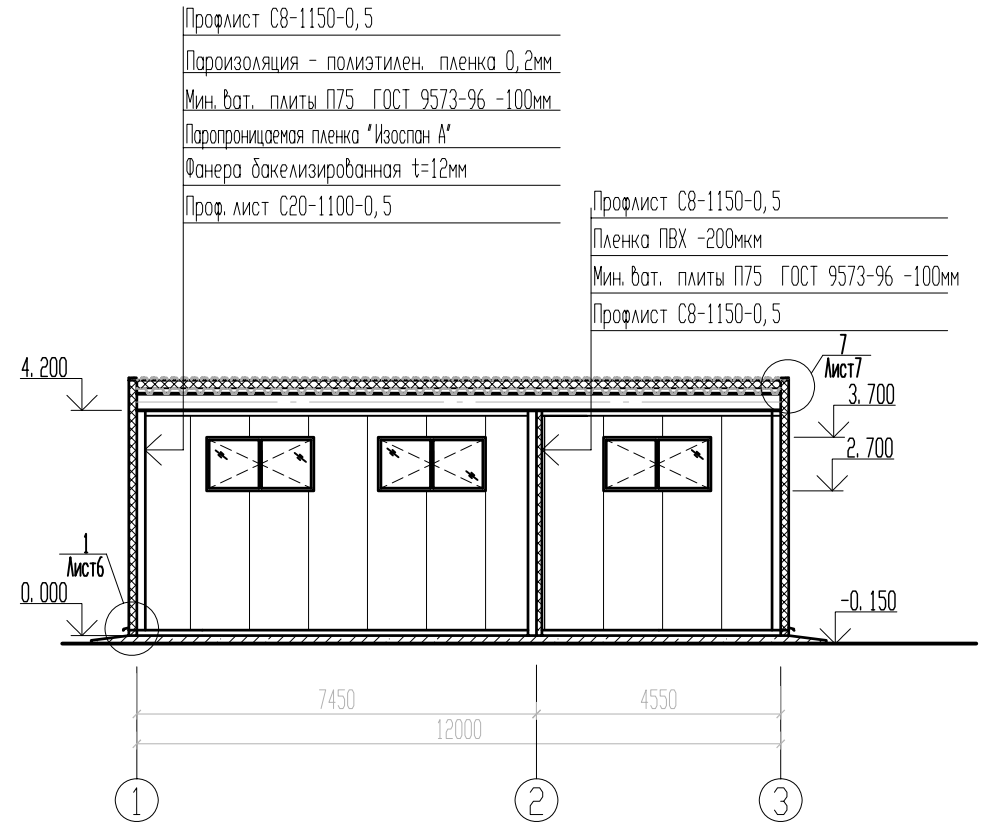 Профлист С8-1150-0,5
Пароизоляция - полиэтилен. пленка 0,2мм
Мин. ват. плиты П75 ГОСТ 9573-96 -100мм
Паропроницаемая пленка "Изоспан А"
Фанера бакелизированная t=12мм
Проф. лист С20-1100-0,5
Профлист С8-1150-0,5
Пленка ПВХ -200мкм
Мин. ват. плиты П75 ГОСТ 9573-96 -100мм
Профлист С8-1150-0,5
7
Лист7
4.200
3.700
2.700
1
Лист6
0.000
-0.150
7450
4550
12000
1
2
3